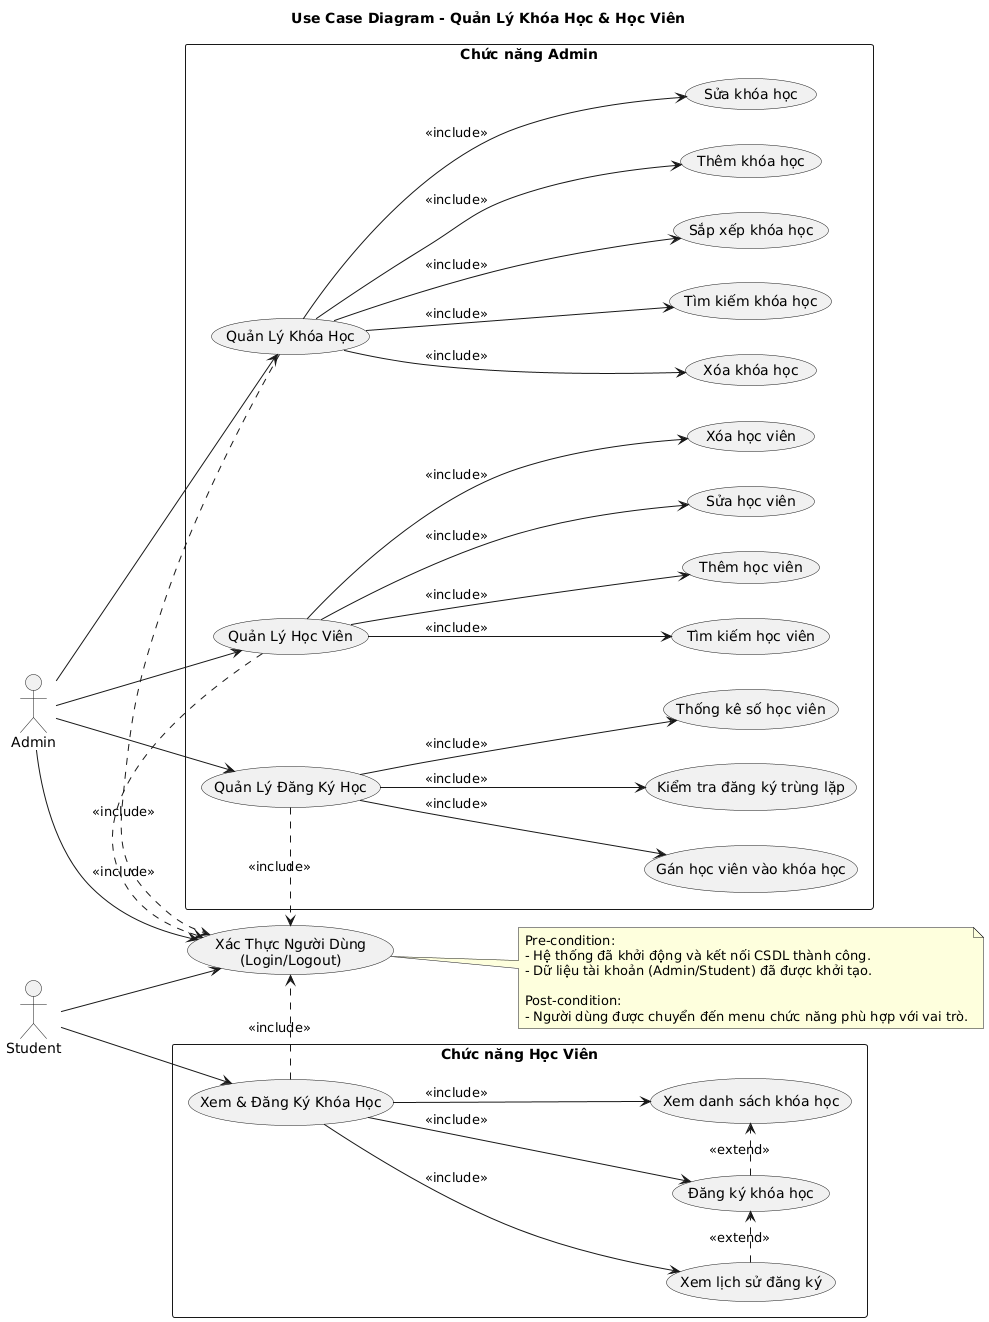 Use Case Diagram - Quản Lý Khóa Học & Học Viên
Chức năng Admin
Sửa khóa học
«include»
Thêm khóa học
«include»
Sắp xếp khóa học
«include»
Tìm kiếm khóa học
«include»
Quản Lý Khóa Học
Xóa khóa học
«include»
Xóa học viên
«include»
Sửa học viên
«include»
Thêm học viên
«include»
Quản Lý Học Viên
Tìm kiếm học viên
«include»
Thống kê số học viên
«include»
Admin
Quản Lý Đăng Ký Học
Kiểm tra đăng ký trùng lặp
«include»
«include»
Gán học viên vào khóa học
«include»
«include»
«include»
Xác Thực Người Dùng
(Login/Logout)
Pre-condition:
- Hệ thống đã khởi động và kết nối CSDL thành công.
- Dữ liệu tài khoản (Admin/Student) đã được khởi tạo.
Post-condition:
- Người dùng được chuyển đến menu chức năng phù hợp với vai trò.
Student
«include»
Chức năng Học Viên
Xem & Đăng Ký Khóa Học
«include»
Xem danh sách khóa học
«include»
«extend»
«include»
Đăng ký khóa học
«extend»
Xem lịch sử đăng ký